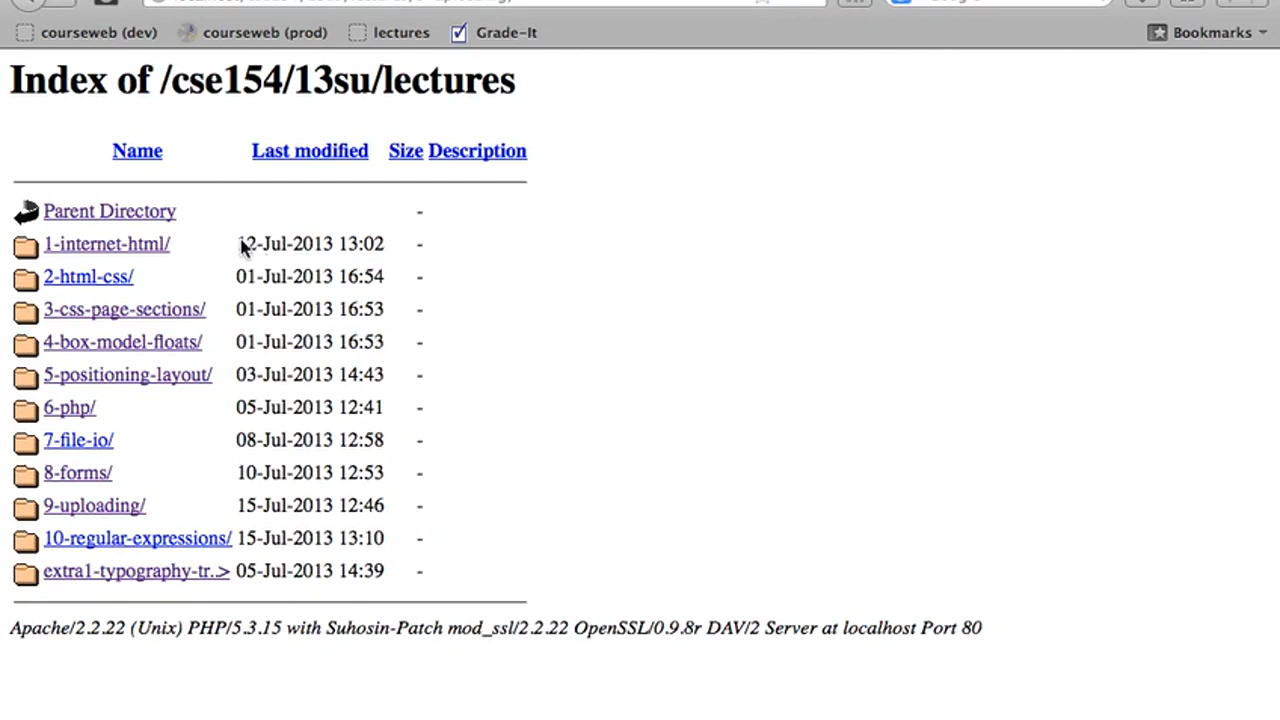 courseweb (dev) courseweb (prod) lectures Grade-It Bookmarks
Index of /cse154/13su/lectures
Name Last modified Size Description
Parent Directory -
1-internet-html/ 12-Jul-2013 13:02 -
2-html-css/ 01-Jul-2013 16:54 -
3-css-page-sections/ 01-Jul-2013 16:53 -
4-box-model-floats/ 01-Jul-2013 16:53 -
5-positioning-layout/ 03-Jul-2013 14:43 -
6-php/ 05-Jul-2013 12:41 -
7-file-io/ 08-Jul-2013 12:58 -
8-forms/ 10-Jul-2013 12:53 -
9-uploading/ 15-Jul-2013 12:46 -
10-regular-expressions/ 15-Jul-2013 13:10 -
extra1-typography-tr..> 05-Jul-2013 14:39 -
Apache/2.2.22 (Unix) PHP/5.3.15 with Suhosin-Patch mod_ssl/2.2.22 OpenSSL/0.9.8r DAV/2 Server at localhost Port 80